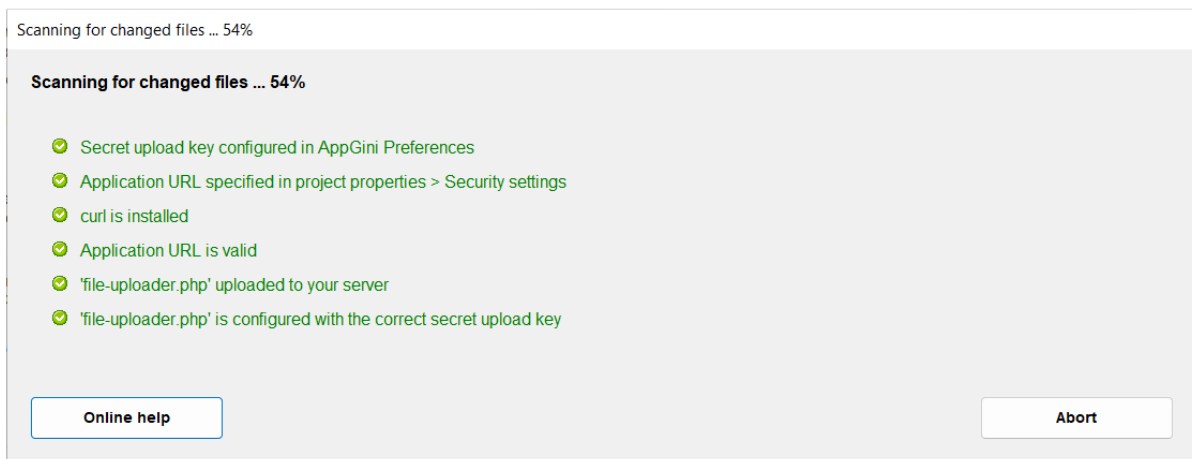 Scanning for changed files ... 54%
Scanning for changed files ... 54%
Secret upload key configured in AppGini Preferences
Application URL specified in project properties > Security settings
curl is installed
Application URL is valid
'file-uploader.php' uploaded to your server
'file-uploader.php' is configured with the correct secret upload key
Online help
Abort